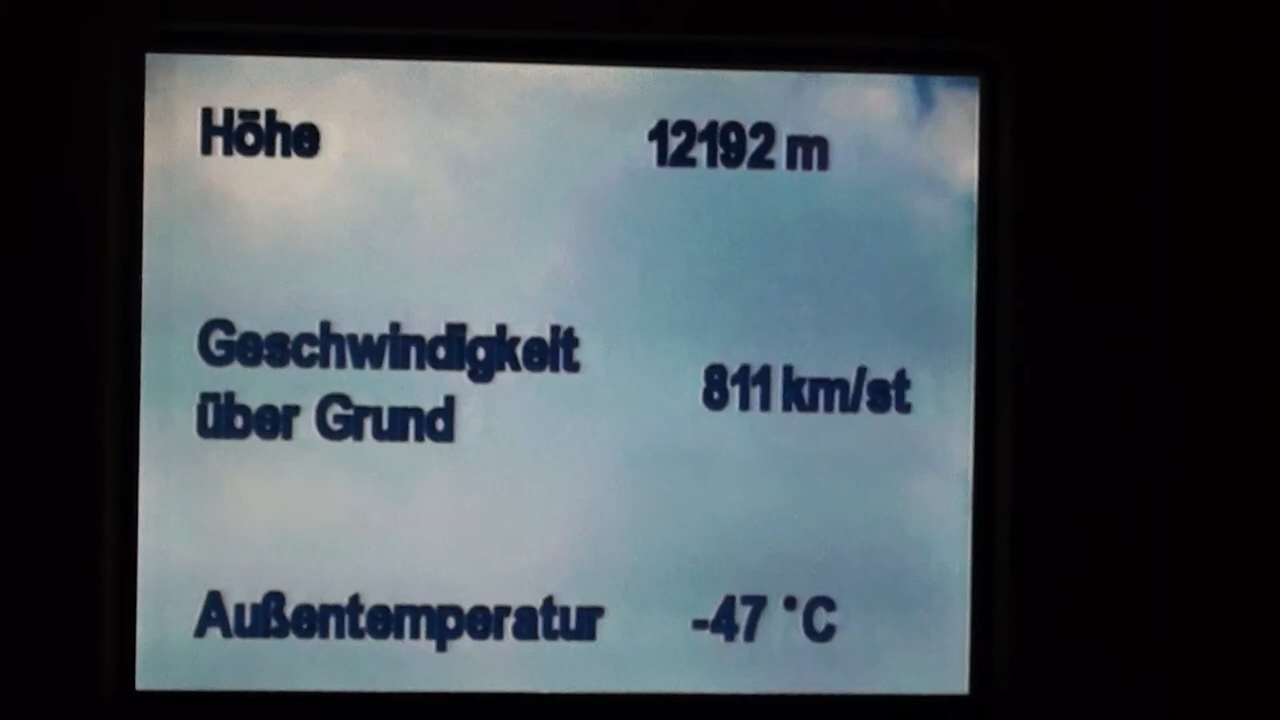 Höhe 12192 m
Geschwindigkeit
über Grund 811 km/st
Außentemperatur -47 °C